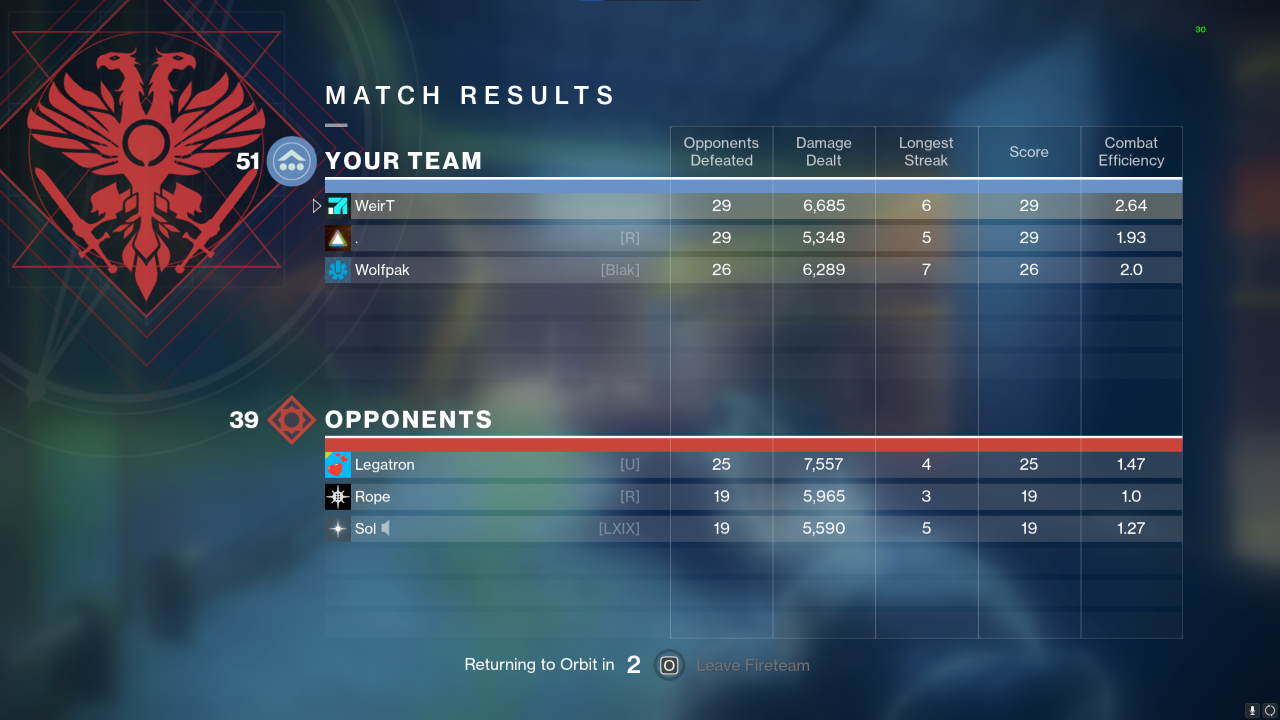 30
MATCH RESULTS
Opponents Defeated Damage Dealt Longest Streak Score Combat Efficiency
51 YOUR TEAM
WeirT 29 6,685 6 29 2.64
. [R] 29 5,348 5 29 1.93
Wolfpak [Blak] 26 6,289 7 26 2.0
39 OPPONENTS
Legatron [U] 25 7,557 4 25 1.47
Rope [R] 19 5,965 3 19 1.0
Sol [LXIX] 19 5,590 5 19 1.27
Returning to Orbit in 2 O Leave Fireteam